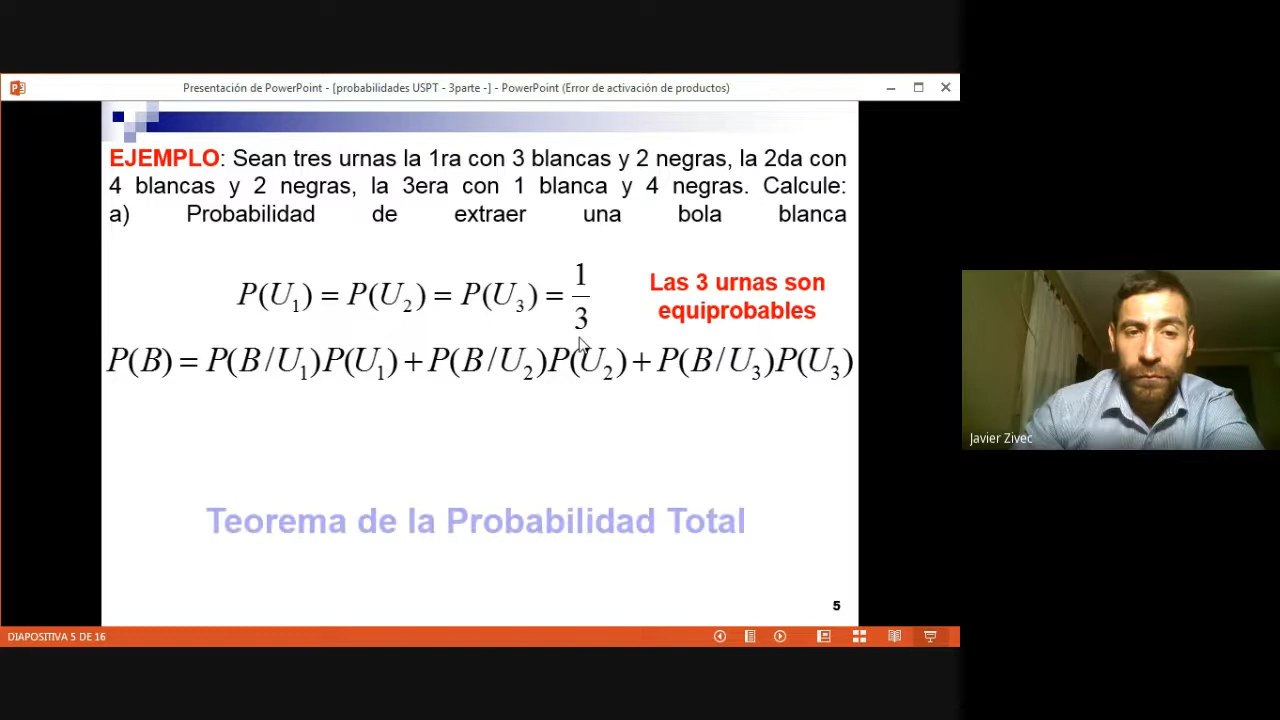 Presentación de PowerPoint - [probabilidades USPT - 3parte -] - PowerPoint (Error de activación de productos)
EJEMPLO: Sean tres urnas la 1ra con 3 blancas y 2 negras, la 2da con
4 blancas y 2 negras, la 3era con 1 blanca y 4 negras. Calcule:
a) Probabilidad de extraer una bola blanca
P(U₁) = P(U₂) = P(U₃) = 1/3
Las 3 urnas son
equiprobables
P(B) = P(B/U₁)P(U₁) + P(B/U₂)P(U₂) + P(B/U₃)P(U₃)
Teorema de la Probabilidad Total
5
DIAPOSITIVA 5 DE 16
Javier Zivec